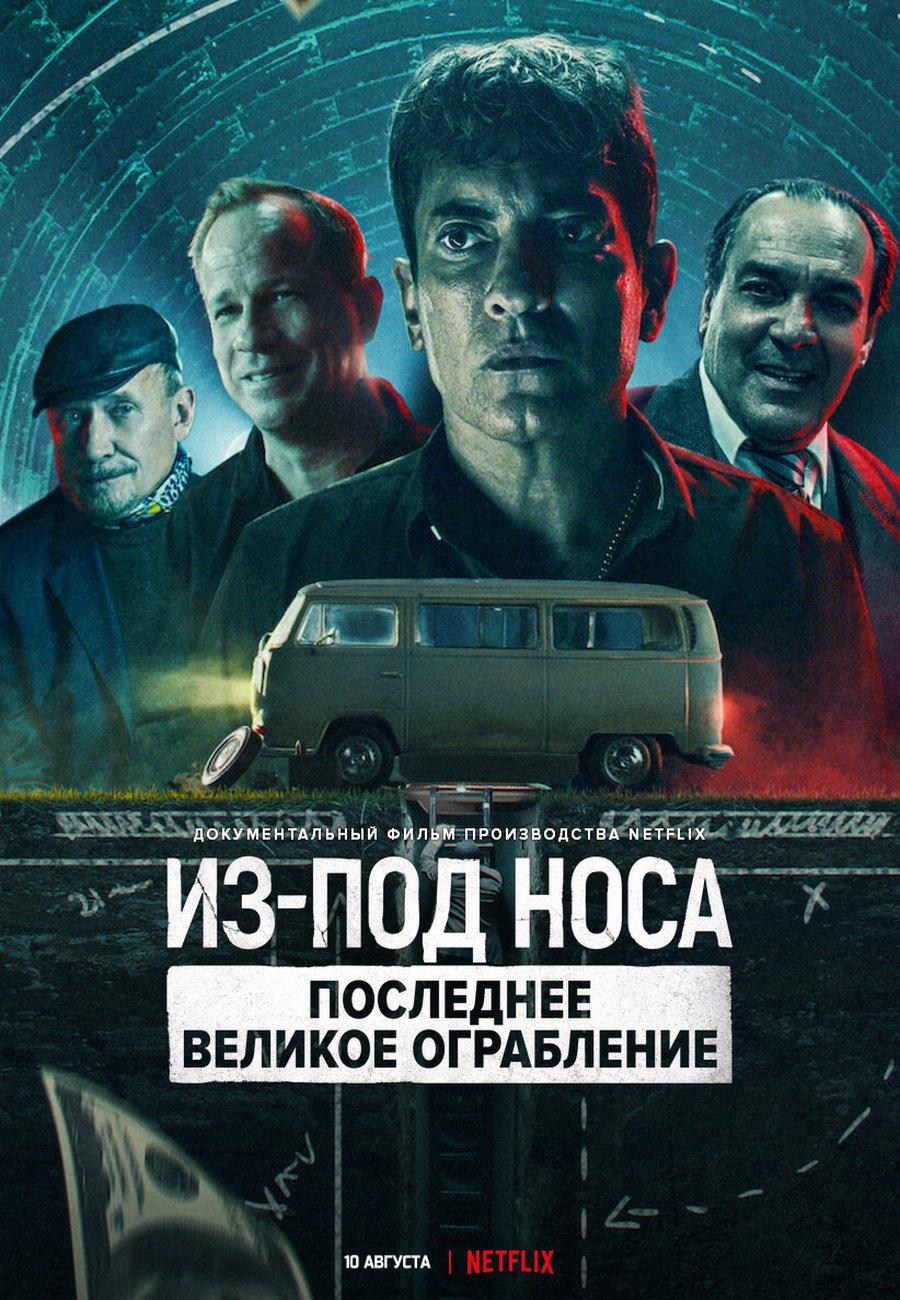 ДОКУМЕНТАЛЬНЫЙ ФИЛЬМ ПРОИЗВОДСТВА NETFLIX
ИЗ-ПОД НОСА
ПОСЛЕДНЕЕ
ВЕЛИКОЕ ОГРАБЛЕНИЕ
10 АВГУСТА | NETFLIX